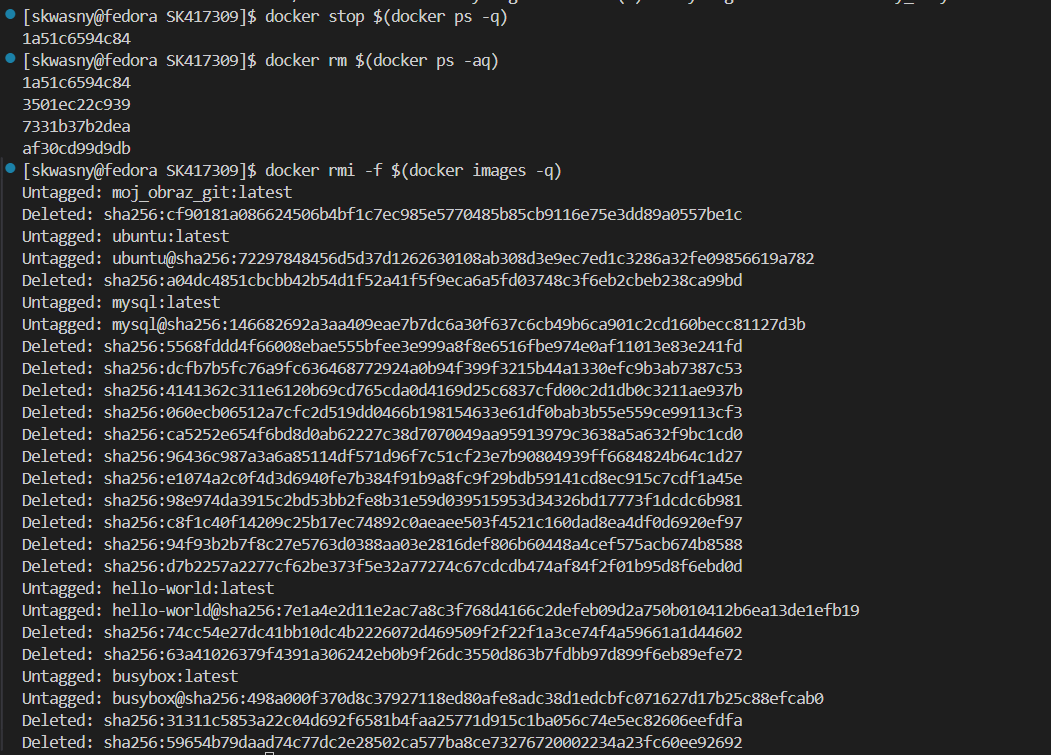 [skwasny@fedora SK417309]$ docker stop $(docker ps -q)
1a51c6594c84
[skwasny@fedora SK417309]$ docker rm $(docker ps -aq)
1a51c6594c84
3501ec22c939
7331b37b2dea
af30cd99d9db
[skwasny@fedora SK417309]$ docker rmi -f $(docker images -q)
Untagged: moj_obraz_git:latest
Deleted: sha256:cf90181a086624506b4bf1c7ec985e5770485b85cb9116e75e3dd89a0557be1c
Untagged: ubuntu:latest
Untagged: ubuntu@sha256:72297848456d5d37d1262630108ab308d3e9ec7ed1c3286a32fe09856619a782
Deleted: sha256:a04dc4851cbcbb42b54d1f52a41f5f9eca6a5fd03748c3f6eb2cbeb238ca99bd
Untagged: mysql:latest
Untagged: mysql@sha256:146682692a3aa409eae7b7dc6a30f637c6cb49b6ca901c2cd160becc81127d3b
Deleted: sha256:5568fddd4f66008ebae555bfee3e999a8f8e6516fbe974e0af11013e83e241fd
Deleted: sha256:dcfb7b5fc76a9fc636468772924a0b94f399f3215b44a1330efc9b3ab7387c53
Deleted: sha256:4141362c311e6120b69cd765cda0d4169d25c6837cfd00c2d1db0c3211ae937b
Deleted: sha256:060ecb06512a7cfc2d519dd0466b198154633e61df0bab3b55e559ce99113cf3
Deleted: sha256:ca5252e654f6bd8d0ab62227c38d7070049aa95913979c3638a5a632f9bc1cd0
Deleted: sha256:96436c987a3a6a85114df571d96f7c51cf23e7b90804939ff6684824b64c1d27
Deleted: sha256:e1074a2c0f4d3d6940fe7b384f91b9a8fc9f29bdb59141cd8ec915c7cdf1a45e
Deleted: sha256:98e974da3915c2bd53bb2fe8b31e59d039515953d34326bd17773f1dcdc6b981
Deleted: sha256:c8f1c40f14209c25b17ec74892c0aeaee503f4521c160dad8ea4df0d6920ef97
Deleted: sha256:94f93b2b7f8c27e5763d0388aa03e2816def806b60448a4cef575acb674b8588
Deleted: sha256:d7b2257a2277cf62be373f5e32a77274c67cdcdb474af84f2f01b95d8f6ebd0d
Untagged: hello-world:latest
Untagged: hello-world@sha256:7e1a4e2d11e2ac7a8c3f768d4166c2defeb09d2a750b010412b6ea13de1efb19
Deleted: sha256:74cc54e27dc41bb10dc4b2226072d469509f2f22f1a3ce74f4a59661a1d44602
Deleted: sha256:63a41026379f4391a306242eb0b9f26dc3550d863b7fdbb97d899f6eb89efe72
Untagged: busybox:latest
Untagged: busybox@sha256:498a000f370d8c37927118ed80afe8adc38d1edcbfc071627d17b25c88efcab0
Deleted: sha256:31311c5853a22c04d692f6581b4faa25771d915c1ba056c74e5ec82606eefdfa
Deleted: sha256:59654b79daad74c77dc2e28502ca577ba8ce73276720002234a23fc60ee92692